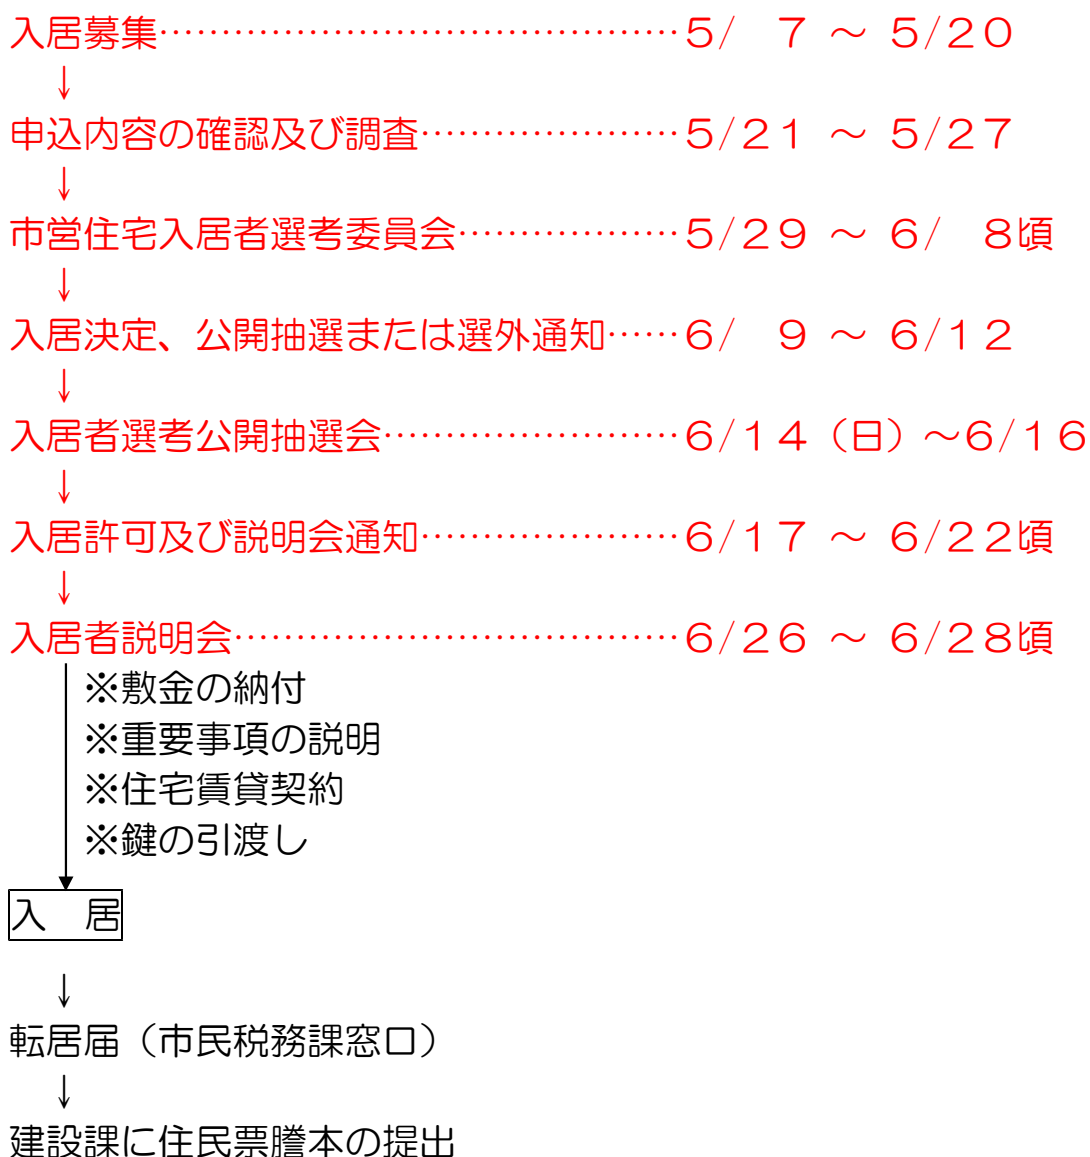 入居募集……………………………………５/　７ ～ ５/２０
↓
申込内容の確認及び調査…………………５/２１ ～ ５/２７
↓
市営住宅入居者選考委員会………………５/２９ ～ ６/　８頃
↓
入居決定、公開抽選または選外通知……６/　９ ～ ６/１２
↓
入居者選考公開抽選会……………………６/１４（日）～６/１６
↓
入居許可及び説明会通知…………………６/１７ ～ ６/２２頃
↓
入居者説明会………………………………６/２６ ～ ６/２８頃
※敷金の納付
※重要事項の説明
※住宅賃貸契約
※鍵の引渡し
入　居
↓
転居届（市民税務課窓口）
↓
建設課に住民票謄本の提出